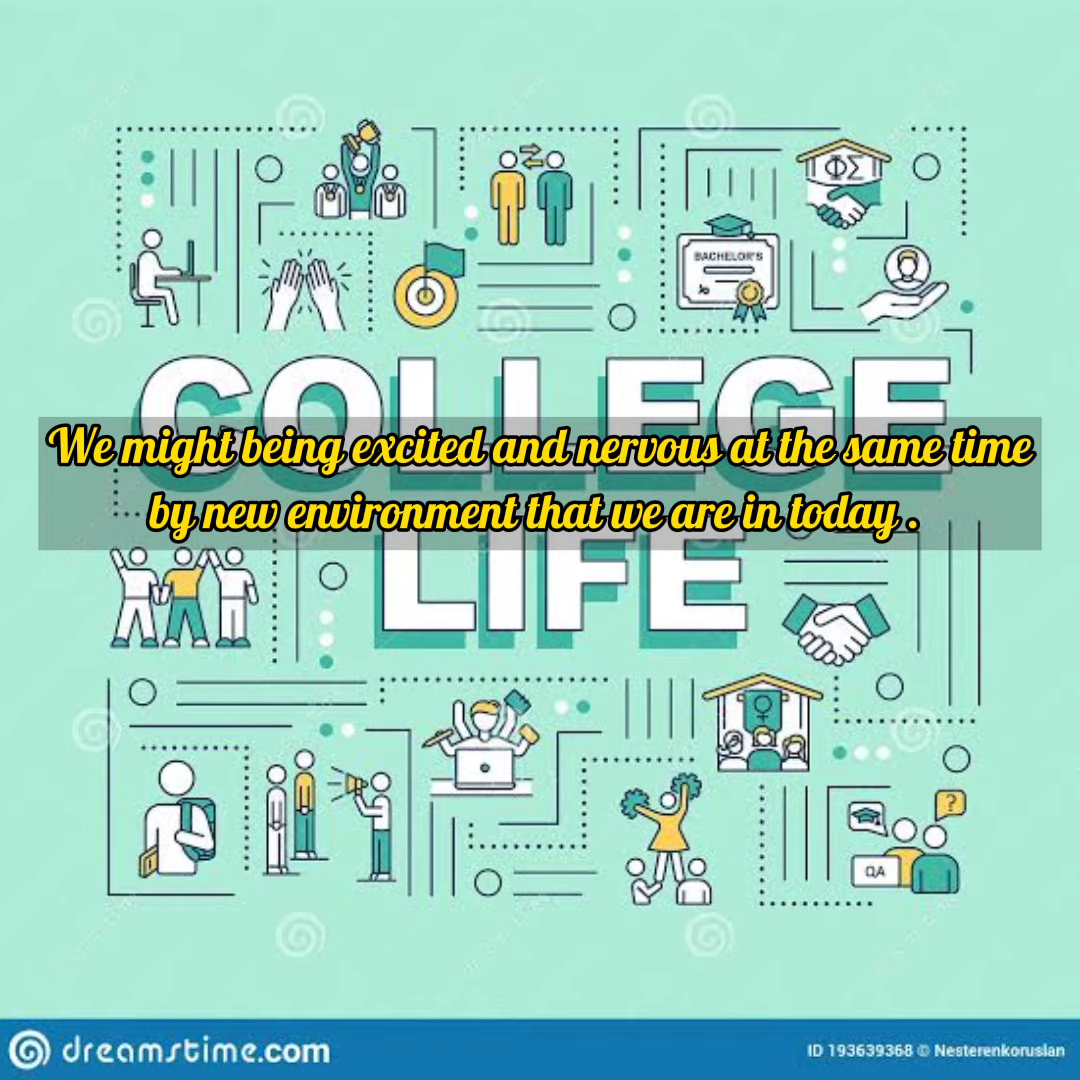 ΦΣ
BACHELOR'S
COLLEGE
We might being excited and nervous at the same time
by new environment that we are in today .
LIFE
?
QA
dreamstime.com
ID 193639368 © Nesterenkoruslan